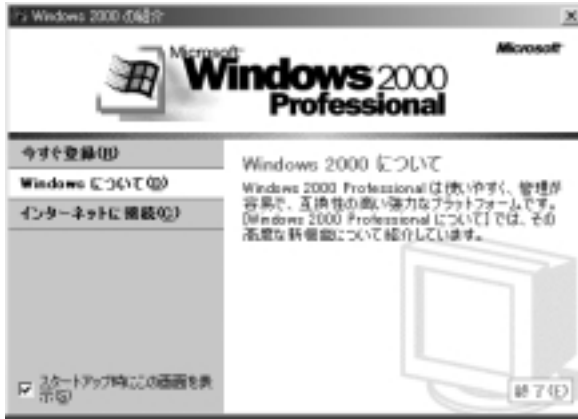 Windows 2000 の紹介
Microsoft
Microsoft
Windows 2000
Professional
今すぐ登録(R)
Windows について(D)
インターネットに接続(C)
Windows 2000 について
Windows 2000 Professional は使いやすく、管理が
容易で、互換性の高い強力なプラットフォームです。
[Windows 2000 Professional について] では、その
高度な新機能について紹介しています。
スタートアップ時にこの画面を表
示(S)
終了(E)